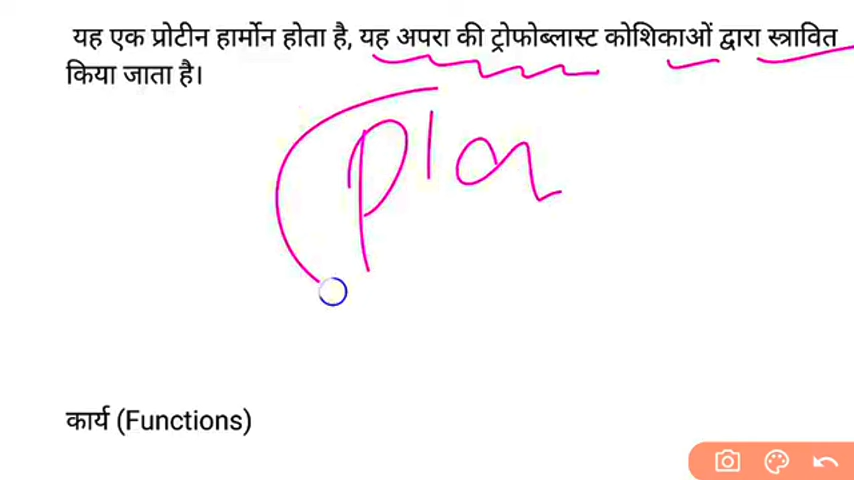 यह एक प्रोटीन हार्मोन होता है, यह अपरा की ट्रोफोब्लास्ट कोशिकाओं द्वारा स्त्रावित
किया जाता है।
Pla
कार्य (Functions)